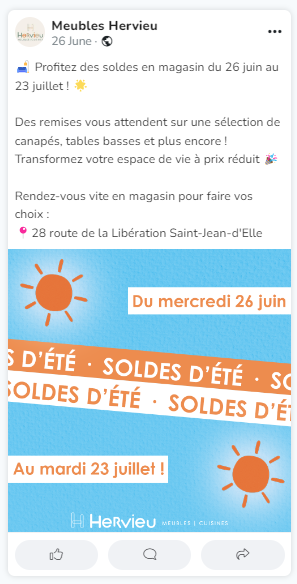 Meubles Hervieu
26 June ·
🛋️ Profitez des soldes en magasin du 26 juin au
23 juillet ! 🌟
Des remises vous attendent sur une sélection de
canapés, tables basses et plus encore !
Transformez votre espace de vie à prix réduit 🎉
Rendez-vous vite en magasin pour faire vos
choix :
📍 28 route de la Libération Saint-Jean-d'Elle
Du mercredi 26 juin
S D'ÉTÉ · SOLDES D'ÉTÉ · SO
SOLDES D'ÉTÉ · SOLDES D'ÉT
Au mardi 23 juillet !
HERVIEU MEUBLES | CUISINES